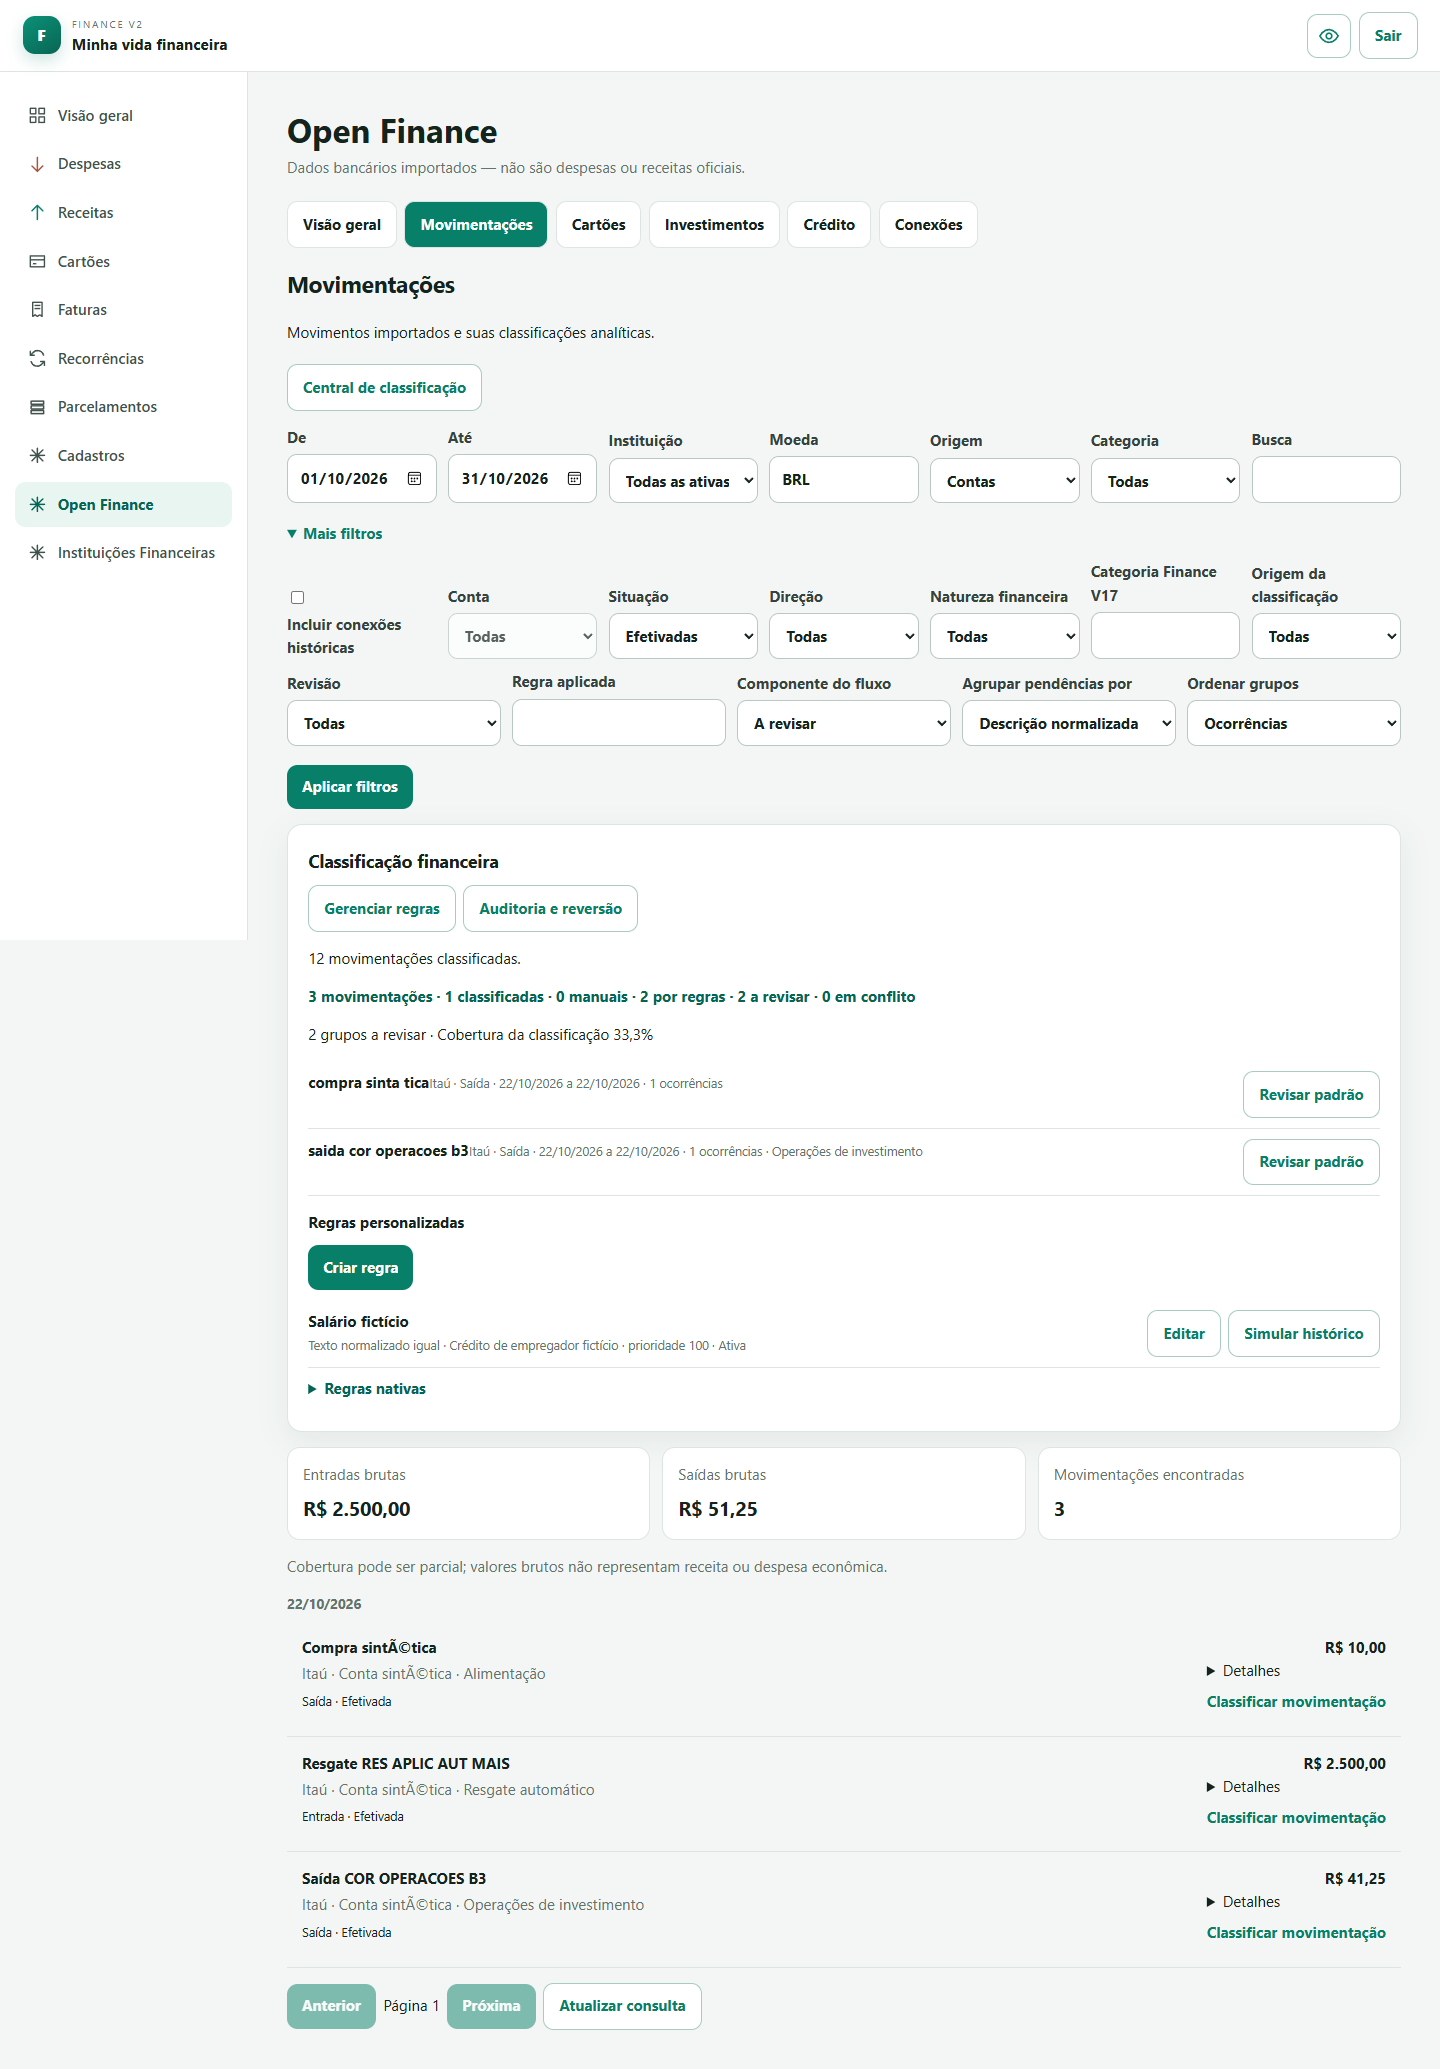 F
FINANCE V2
Minha vida financeira
Sair
Visão geral
Despesas
Receitas
Cartões
Faturas
Recorrências
Parcelamentos
Cadastros
Open Finance
Instituições Financeiras
Open Finance
Dados bancários importados — não são despesas ou receitas oficiais.
Visão geral Movimentações Cartões Investimentos Crédito Conexões
Movimentações
Movimentos importados e suas classificações analíticas.
Central de classificação
De Até Instituição Moeda Origem Categoria Busca
01/10/2026 31/10/2026 Todas as ativas BRL Contas Todas
▼ Mais filtros
Incluir conexões históricas Conta Situação Direção Natureza financeira Categoria Finance V17 Origem da classificação
Todas Efetivadas Todas Todas Todas
Revisão Regra aplicada Componente do fluxo Agrupar pendências por Ordenar grupos
Todas A revisar Descrição normalizada Ocorrências
Aplicar filtros
Classificação financeira
Gerenciar regras Auditoria e reversão
12 movimentações classificadas.
3 movimentações · 1 classificadas · 0 manuais · 2 por regras · 2 a revisar · 0 em conflito
2 grupos a revisar · Cobertura da classificação 33,3%
compra sinta ticaItaú · Saída · 22/10/2026 a 22/10/2026 · 1 ocorrências Revisar padrão
saida cor operacoes b3Itaú · Saída · 22/10/2026 a 22/10/2026 · 1 ocorrências · Operações de investimento Revisar padrão
Regras personalizadas
Criar regra
Salário fictício
Texto normalizado igual · Crédito de empregador fictício · prioridade 100 · Ativa Editar Simular histórico
▶ Regras nativas
Entradas brutas Saídas brutas Movimentações encontradas
R$ 2.500,00 R$ 51,25 3
Cobertura pode ser parcial; valores brutos não representam receita ou despesa econômica.
22/10/2026
Compra sintÃ©tica R$ 10,00
Itaú · Conta sintÃ©tica · Alimentação ▶ Detalhes
Saída · Efetivada Classificar movimentação
Resgate RES APLIC AUT MAIS R$ 2.500,00
Itaú · Conta sintÃ©tica · Resgate automático ▶ Detalhes
Entrada · Efetivada Classificar movimentação
Saída COR OPERACOES B3 R$ 41,25
Itaú · Conta sintÃ©tica · Operações de investimento ▶ Detalhes
Saída · Efetivada Classificar movimentação
Anterior Página 1 Próxima Atualizar consulta